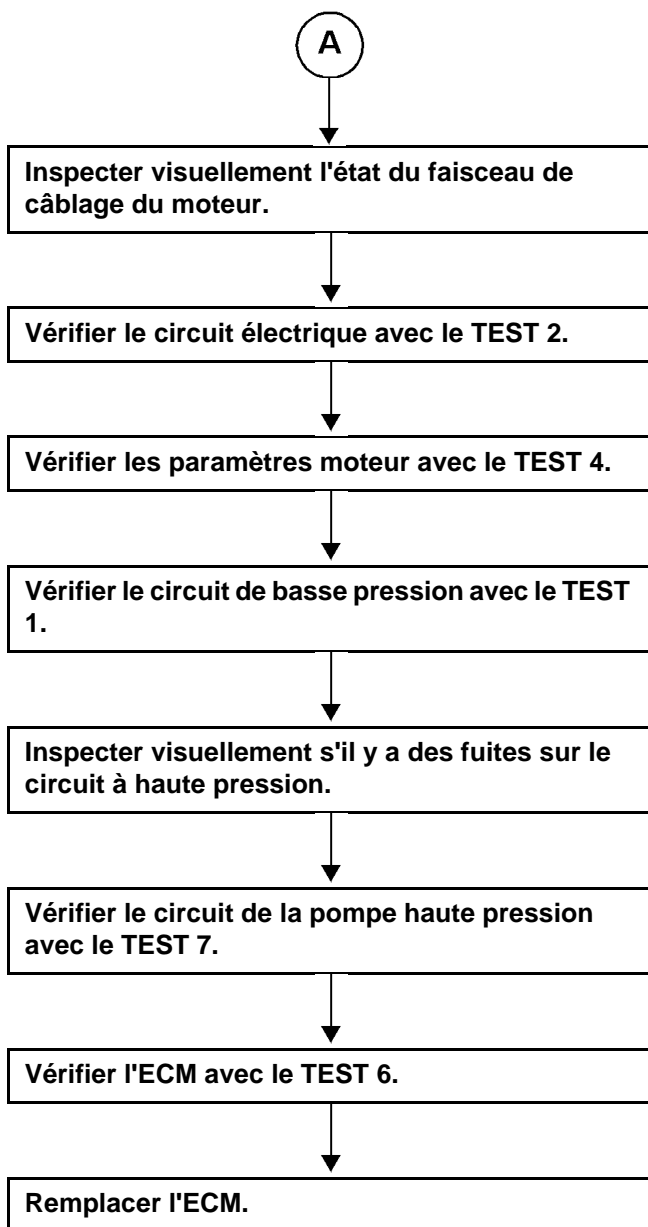 A
Inspecter visuellement l'état du faisceau de
câblage du moteur.
Vérifier le circuit électrique avec le TEST 2.
Vérifier les paramètres moteur avec le TEST 4.
Vérifier le circuit de basse pression avec le TEST
1.
Inspecter visuellement s'il y a des fuites sur le
circuit à haute pression.
Vérifier le circuit de la pompe haute pression
avec le TEST 7.
Vérifier l'ECM avec le TEST 6.
Remplacer l'ECM.